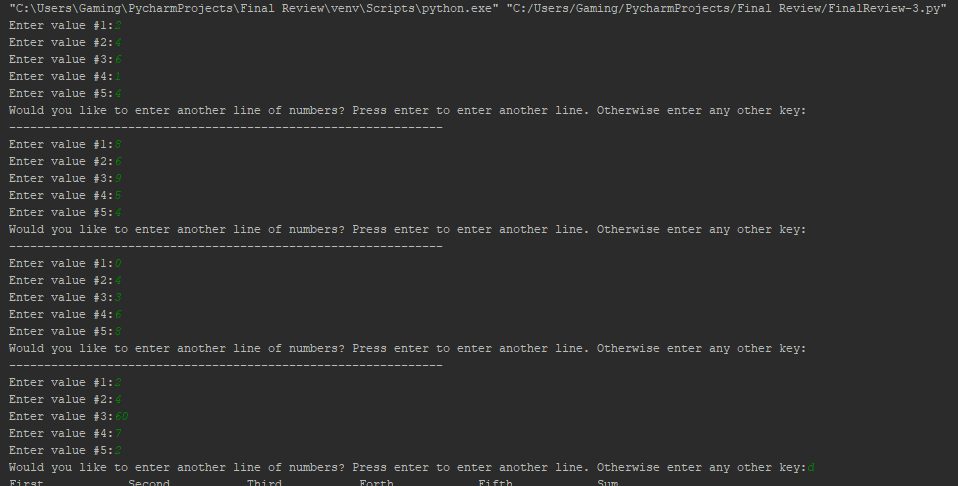 "C:\Users\Gaming\PycharmProjects\Final Review\venv\Scripts\python.exe" "C:/Users/Gaming/PycharmProjects/Final Review/FinalReview-3.py"
Enter value #1:2
Enter value #2:4
Enter value #3:6
Enter value #4:1
Enter value #5:4
Would you like to enter another line of numbers? Press enter to enter another line. Otherwise enter any other key:
--------------------------------------------------------------
Enter value #1:8
Enter value #2:6
Enter value #3:9
Enter value #4:5
Enter value #5:4
Would you like to enter another line of numbers? Press enter to enter another line. Otherwise enter any other key:
--------------------------------------------------------------
Enter value #1:0
Enter value #2:4
Enter value #3:3
Enter value #4:6
Enter value #5:8
Would you like to enter another line of numbers? Press enter to enter another line. Otherwise enter any other key:
--------------------------------------------------------------
Enter value #1:2
Enter value #2:4
Enter value #3:60
Enter value #4:7
Enter value #5:2
Would you like to enter another line of numbers? Press enter to enter another line. Otherwise enter any other key:d
First Second Third Forth Fifth Sum